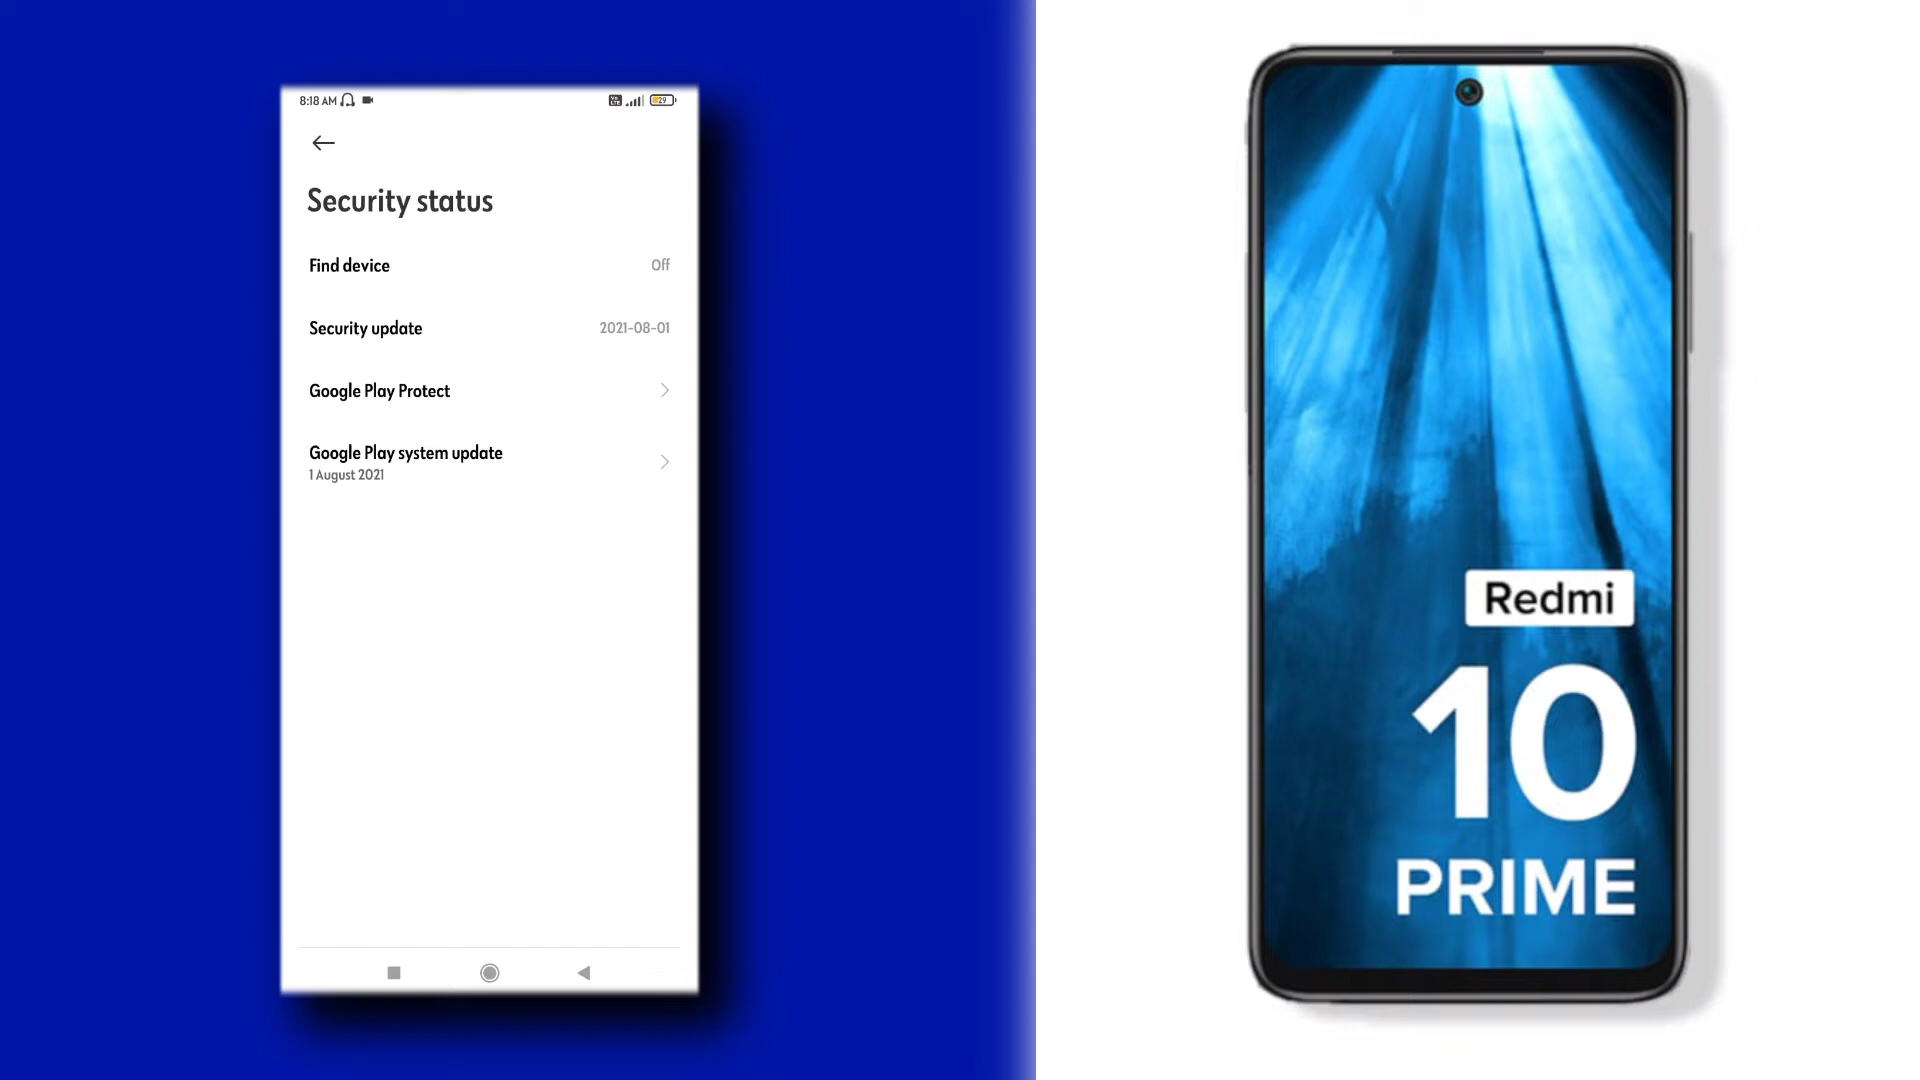 8:18 AM
29
Security status
Find device
Off
Security update
2021-08-01
Google Play Protect
Google Play system update
1 August 2021
Redmi
10
PRIME